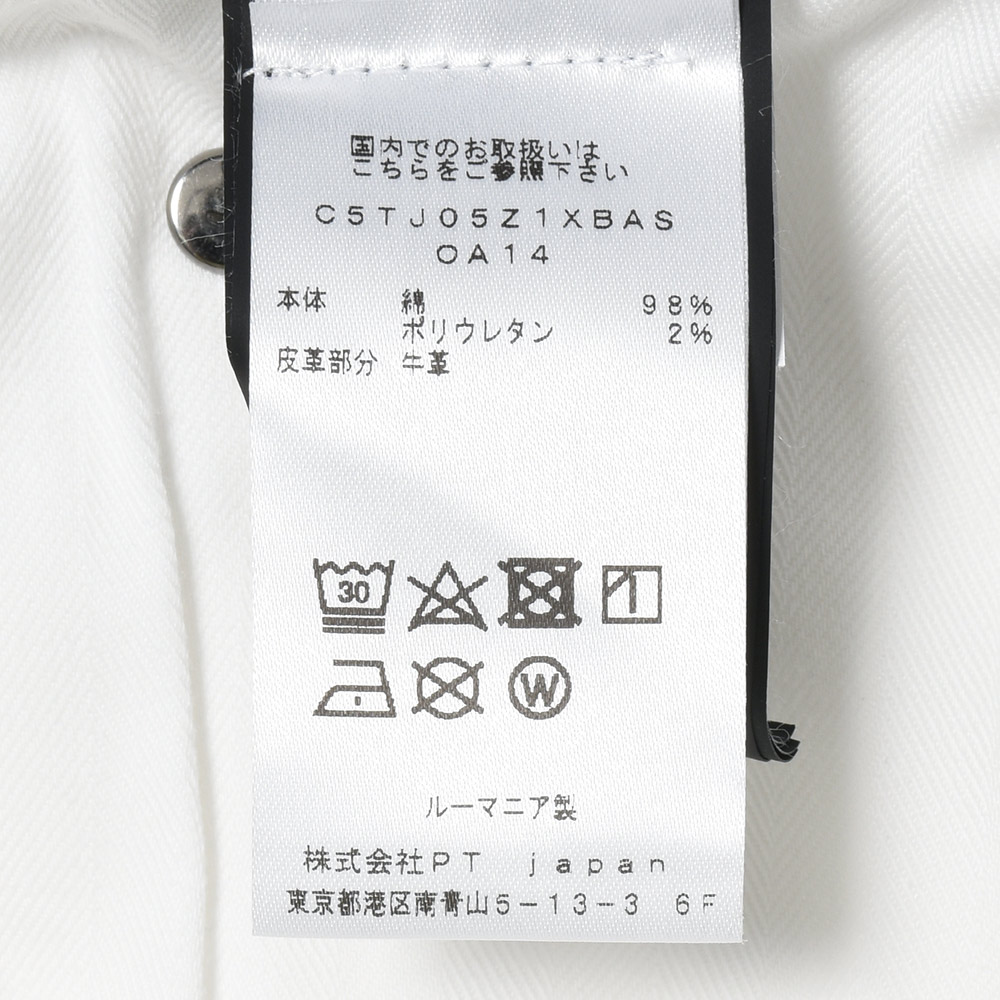 国内でのお取扱いは
こちらをご参照下さい
C5TJ05Z1XBAS
OA14
本体 綿 98%
ポリウレタン 2%
皮革部分 牛革
30
W
ルーマニア製
株式会社PT japan
東京都港区南青山5-13-3 6F